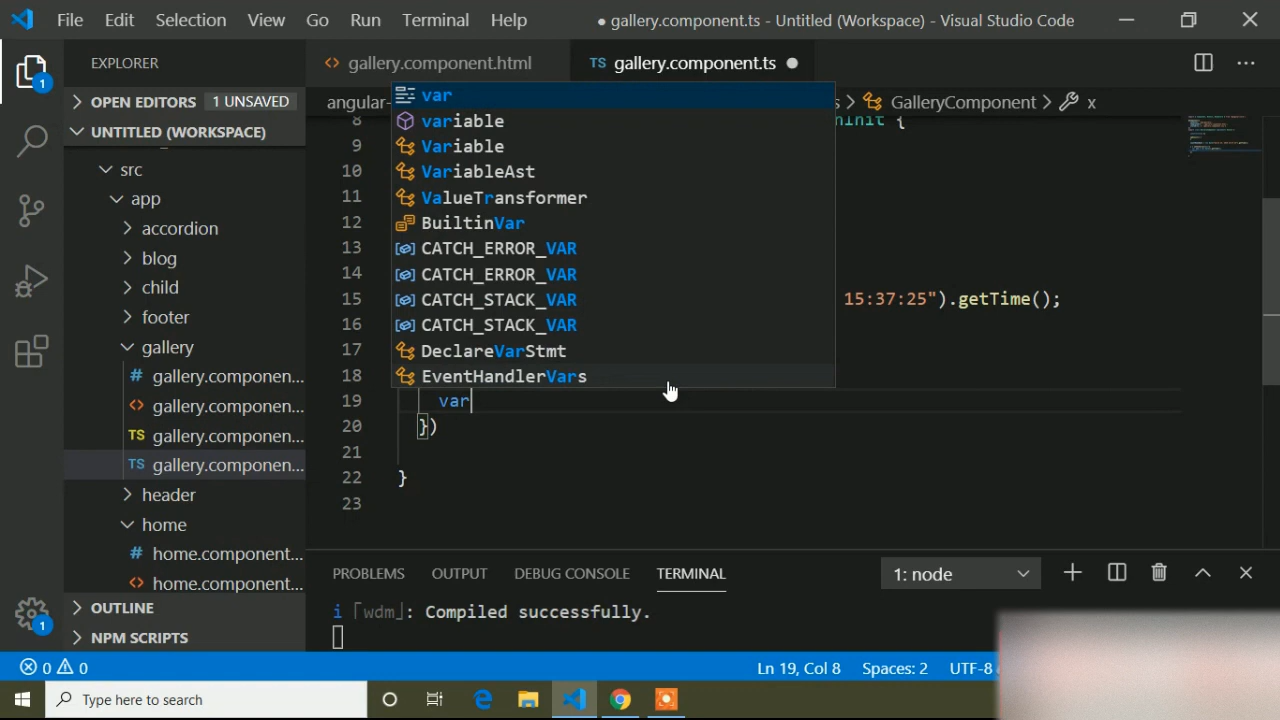 File Edit Selection View Go Run Terminal Help ● gallery.component.ts - Untitled (Workspace) - Visual Studio Code
EXPLORER
<> gallery.component.html
TS gallery.component.ts ●
OPEN EDITORS 1 UNSAVED
UNTITLED (WORKSPACE)
src
app
accordion
blog
child
footer
gallery
# gallery.componen...
<> gallery.componen...
TS gallery.componen...
TS gallery.componen...
header
home
# home.component...
<> home.component...
OUTLINE
NPM SCRIPTS
1
1
angular-
> GalleryComponent > x
8
9
10
11
12
13
14
15 15:37:25").getTime();
16
17
18
19 var
20 })
21
22 }
23
var
variable
Variable
VariableAst
ValueTransformer
BuiltinVar
CATCH_ERROR_VAR
CATCH_ERROR_VAR
CATCH_STACK_VAR
CATCH_STACK_VAR
DeclareVarStmt
EventHandlerVars
PROBLEMS OUTPUT DEBUG CONSOLE TERMINAL 1: node
i ｢wdm｣: Compiled successfully.
0 0 Ln 19, Col 8 Spaces: 2 UTF-8
Type here to search